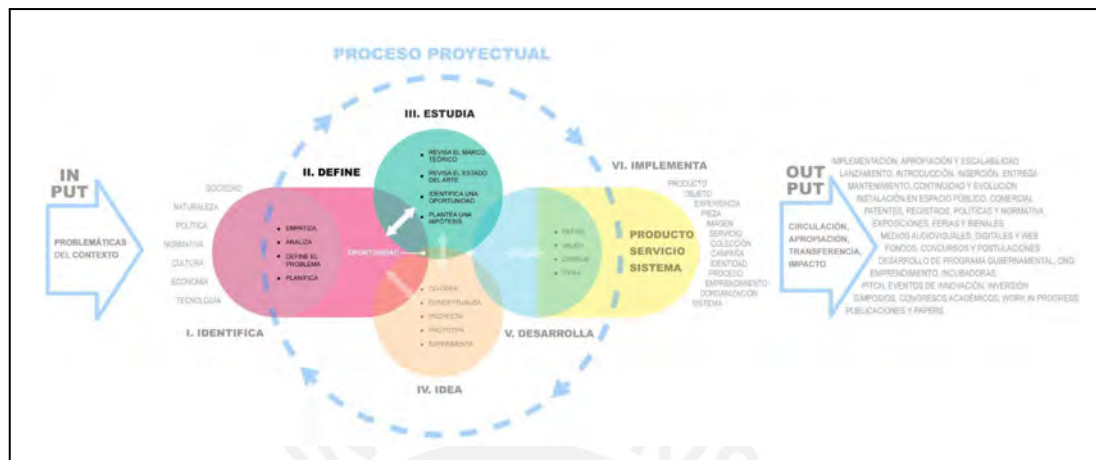 PROCESO PROYECTUAL
IN
PUT
PROBLEMÁTICAS
DEL CONTEXTO
SOCIEDAD
NATURALEZA
POLÍTICA
NORMATIVA
CULTURA
ECONOMÍA
TECNOLOGÍA
I. IDENTIFICA
II. DEFINE
EMPATIZA
ANALIZA
DEFINE EL
PROBLEMA
PLANIFICA
OPORTUNIDAD
III. ESTUDIA
REVISA EL MARCO
TEÓRICO
REVISA EL ESTADO
DEL ARTE
IDENTIFICA UNA
OPORTUNIDAD
PLANTEA UNA
HIPÓTESIS
CO-CREA
CONCEPTUALIZA
PROYECTA
PROTOTIPA
EXPERIMENTA
IV. IDEA
DEFINE
VALIDA
V. DESARROLLA
VI. IMPLEMENTA
PRODUCTO
SERVICIO
SISTEMA
PRODUCTO
OBJETO
EXPERIENCIA
PIEZA
IMAGEN
SERVICIO
COLECCIÓN
CAMPAÑA
IDENTIDAD
PROCESO
EMPRENDIMIENTO
DORGANIZACIÓN
SISTEMA
OUT
PUT
CIRCULACIÓN,
APROPIACIÓN,
TRANSFERENCIA,
IMPACTO
IMPLEMENTACIÓN, APROPIACIÓN Y ESCALABILIDAD
LANZAMIENTO, INTRODUCCIÓN, INSERCIÓN, ENTREGA
MANTENIMIENTO, CONTINUIDAD Y EVOLUCIÓN
INSTALACIÓN EN ESPACIO PÚBLICO, COMERCIAL
PATENTES, REGISTROS, POLÍTICAS Y NORMATIVA
EXPOSICIONES, FERIAS Y BIENALES
MEDIOS AUDIOVISUALES, DIGITALES Y WEB
FONDOS, CONCURSOS Y POSTULACIONES
DESARROLLO DE PROGRAMA GUBERNAMENTAL, ONG
EMPRENDIMIENTO, INCUBADORAS
PITCH, EVENTOS DE INNOVACIÓN, INVERSIÓN
SIMPOSIOS, CONGRESOS ACADÉMICOS, WORK IN PROGRESS
PUBLICACIONES Y PAPERS